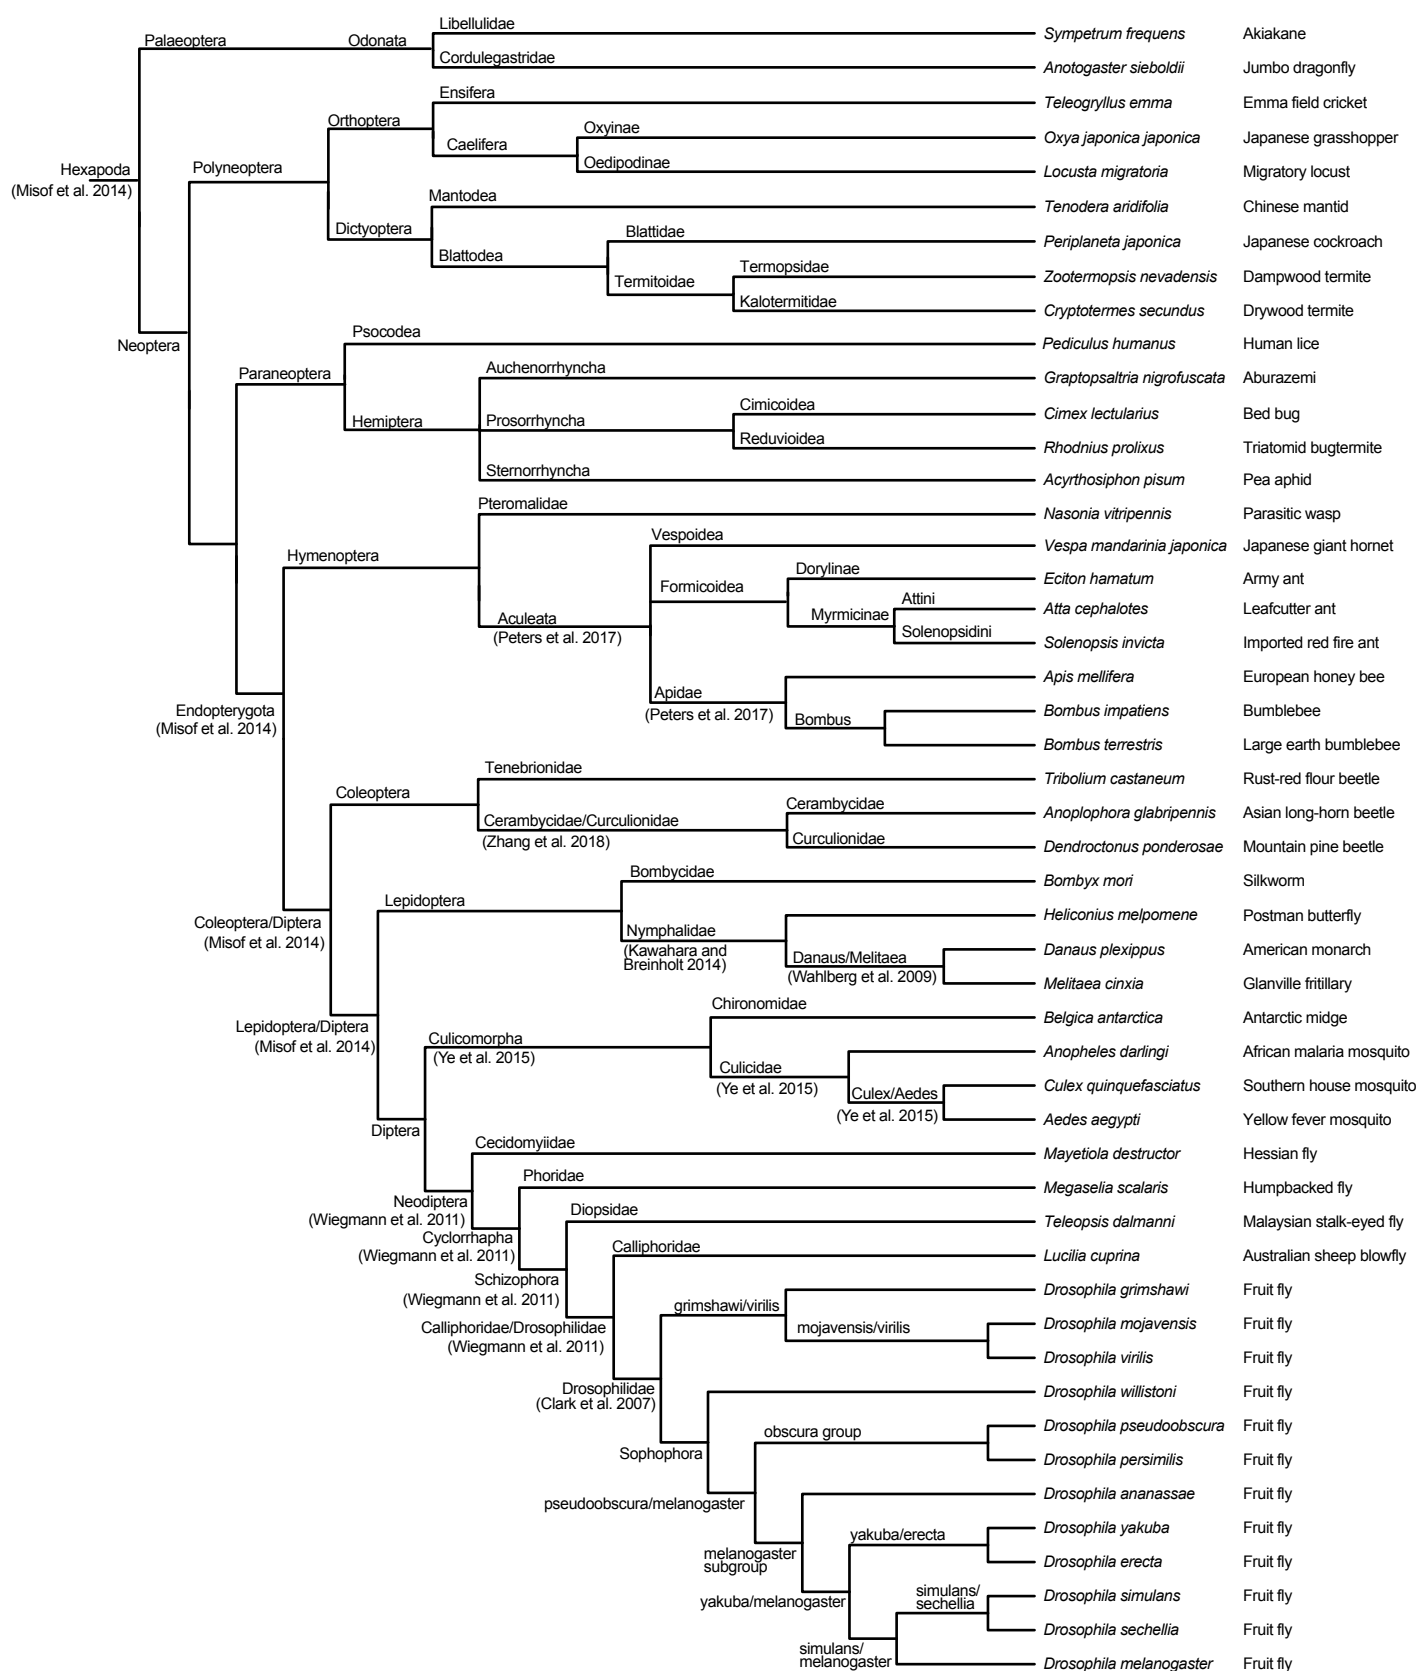 Libellulidae
Palaeoptera Odonata Sympetrum frequens Akiakane
Cordulegastridae
Anotogaster sieboldii Jumbo dragonfly
Ensifera
Teleogryllus emma Emma field cricket
Orthoptera
Oxyinae
Oxya japonica japonica Japanese grasshopper
Caelifera
Oedipodinae
Hexapoda
(Misof et al. 2014)
Polyneoptera
Locusta migratoria Migratory locust
Mantodea
Tenodera aridifolia Chinese mantid
Dictyoptera
Blattidae
Periplaneta japonica Japanese cockroach
Blattodea
Termopsidae
Termitoidae
Zootermopsis nevadensis Dampwood termite
Kalotermitidae
Cryptotermes secundus Drywood termite
Neoptera
Psocodea
Pediculus humanus Human lice
Paraneoptera
Auchenorrhyncha
Graptopsaltria nigrofuscata Aburazemi
Hemiptera
Prosorrhyncha
Cimicoidea
Cimex lectularius Bed bug
Reduvioidea
Rhodnius prolixus Triatomid bugtermite
Sternorrhyncha
Acyrthosiphon pisum Pea aphid
Pteromalidae
Nasonia vitripennis Parasitic wasp
Hymenoptera
Vespoidea
Vespa mandarinia japonica Japanese giant hornet
Dorylinae
Formicoidea
Eciton hamatum Army ant
Attini
Aculeata
(Peters et al. 2017)
Myrmicinae
Atta cephalotes Leafcutter ant
Solenopsidini
Solenopsis invicta Imported red fire ant
Apidae
(Peters et al. 2017)
Apis mellifera European honey bee
Bombus
Bombus impatiens Bumblebee
Bombus terrestris Large earth bumblebee
Endopterygota
(Misof et al. 2014)
Tenebrionidae
Tribolium castaneum Rust-red flour beetle
Coleoptera
Cerambycidae
Cerambycidae/Curculionidae
(Zhang et al. 2018)
Anoplophora glabripennis Asian long-horn beetle
Curculionidae
Dendroctonus ponderosae Mountain pine beetle
Bombycidae
Bombyx mori Silkworm
Coleoptera/Diptera
(Misof et al. 2014)
Lepidoptera
Nymphalidae
(Kawahara and
Breinholt 2014)
Heliconius melpomene Postman butterfly
Danaus/Melitaea
(Wahlberg et al. 2009)
Danaus plexippus American monarch
Melitaea cinxia Glanville fritillary
Lepidoptera/Diptera
(Misof et al. 2014)
Chironomidae
Belgica antarctica Antarctic midge
Culicomorpha
(Ye et al. 2015)
Culicidae
(Ye et al. 2015)
Anopheles darlingi African malaria mosquito
Culex/Aedes
(Ye et al. 2015)
Culex quinquefasciatus Southern house mosquito
Aedes aegypti Yellow fever mosquito
Diptera
Cecidomyiidae
Mayetiola destructor Hessian fly
Neodiptera
(Wiegmann et al. 2011)
Phoridae
Megaselia scalaris Humpbacked fly
Cyclorrhapha
(Wiegmann et al. 2011)
Diopsidae
Teleopsis dalmanni Malaysian stalk-eyed fly
Schizophora
(Wiegmann et al. 2011)
Calliphoridae
Lucilia cuprina Australian sheep blowfly
Calliphoridae/Drosophilidae
(Wiegmann et al. 2011)
grimshawi/virilis
Drosophila grimshawi Fruit fly
mojavensis/virilis
Drosophila mojavensis Fruit fly
Drosophila virilis Fruit fly
Drosophilidae
(Clark et al. 2007)
Drosophila willistoni Fruit fly
Sophophora
obscura group
Drosophila pseudoobscura Fruit fly
Drosophila persimilis Fruit fly
pseudoobscura/melanogaster
Drosophila ananassae Fruit fly
melanogaster
subgroup
yakuba/erecta
Drosophila yakuba Fruit fly
Drosophila erecta Fruit fly
yakuba/melanogaster
simulans/
sechellia
Drosophila simulans Fruit fly
Drosophila sechellia Fruit fly
simulans/
melanogaster
Drosophila melanogaster Fruit fly